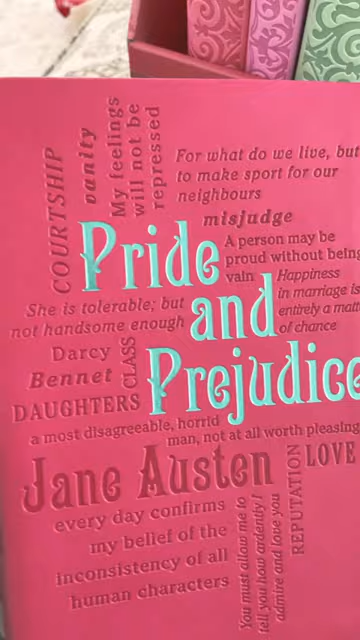 COURTSHIP
vanity
My feelings
will not be
repressed
For what do we live, but
to make sport for our
neighbours
misjudge
Pride
A person may be
proud without being
vain
Happiness
in marriage is
entirely a matt
of chance
She is tolerable; but
not handsome enough
and
Darcy
Bennet
CLASS
DAUGHTERS
Prejudice
a most disagreeable, horrid
man, not at all worth pleasing
Jane Austen
LOVE
REPUTATION
every day confirms
my belief of the
inconsistency of all
human characters
You must allow me to
tell you how ardently I
admire and love you